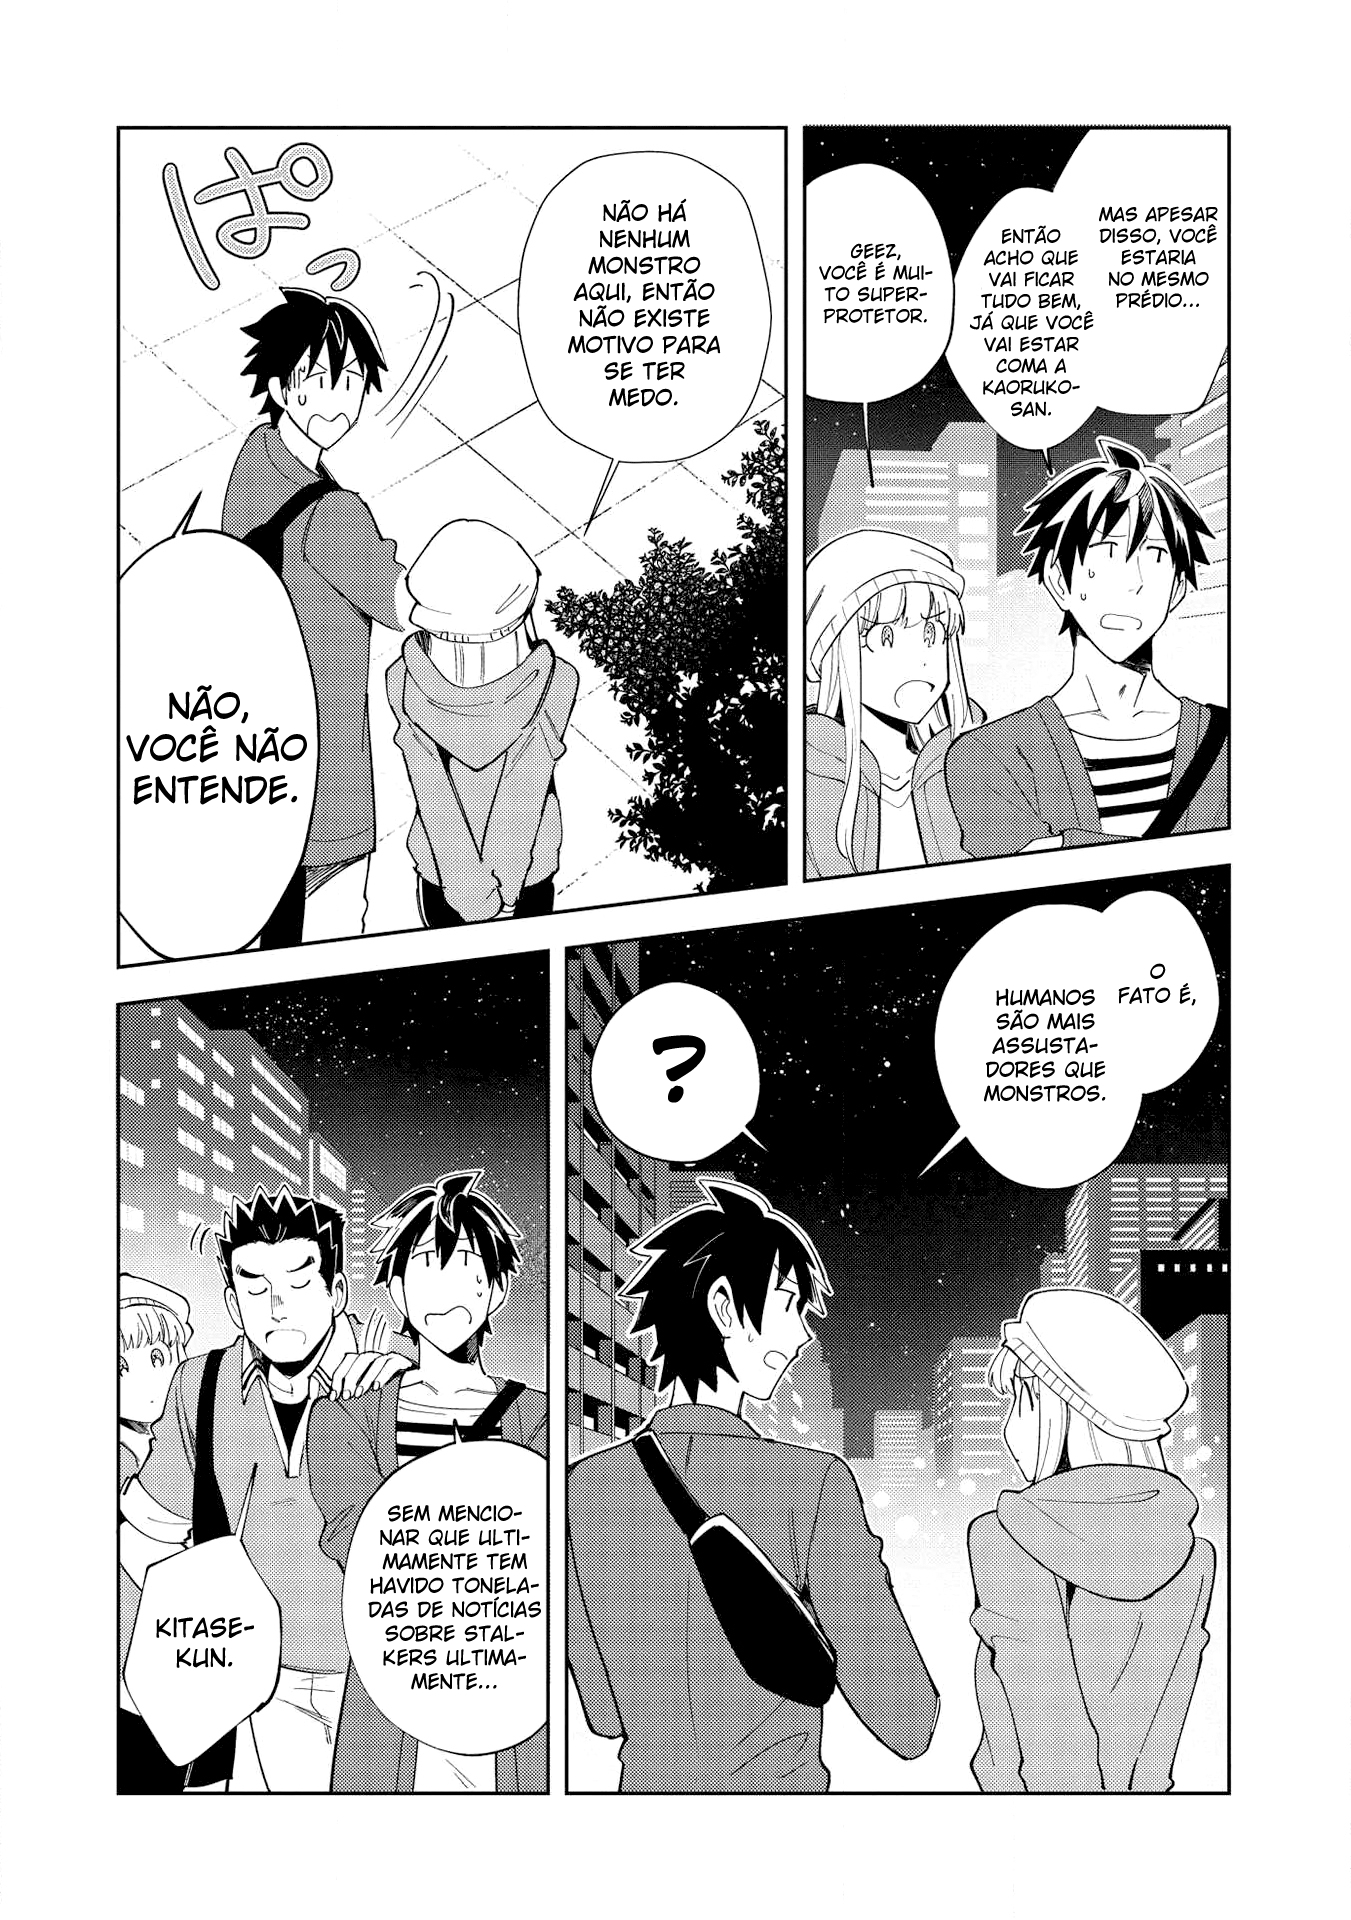 MAS APESAR
DISSO, VOCÊ
ESTARIA
NO MESMO
PRÉDIO...
ENTÃO
ACHO QUE
VAI FICAR
TUDO BEM,
JÁ QUE VOCÊ
VAI ESTAR
COMA A
KAORUKO-
SAN.
GEEZ,
VOCÊ É MUI-
TO SUPER-
PROTETOR.
NÃO HÁ
NENHUM
MONSTRO
AQUI, ENTÃO
NÃO EXISTE
MOTIVO PARA
SE TER
MEDO.
ぱっ
NÃO,
VOCÊ NÃO
ENTENDE.
O
FATO É,
HUMANOS
SÃO MAIS
ASSUSTA-
DORES QUE
MONSTROS.
?
SEM MENCIO-
NAR QUE ULTI-
MAMENTE TEM
HAVIDO TONELA-
DAS DE NOTÍCIAS
SOBRE STAL-
KERS ULTIMA-
MENTE...
KITASE-
KUN.